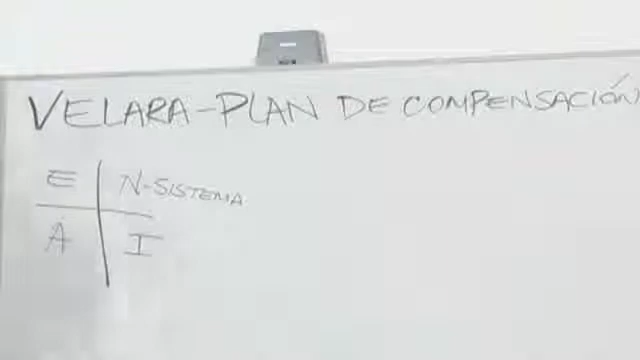 VELARA-PLAN DE COMPENSACIÓN
E N-SISTEMA
A I